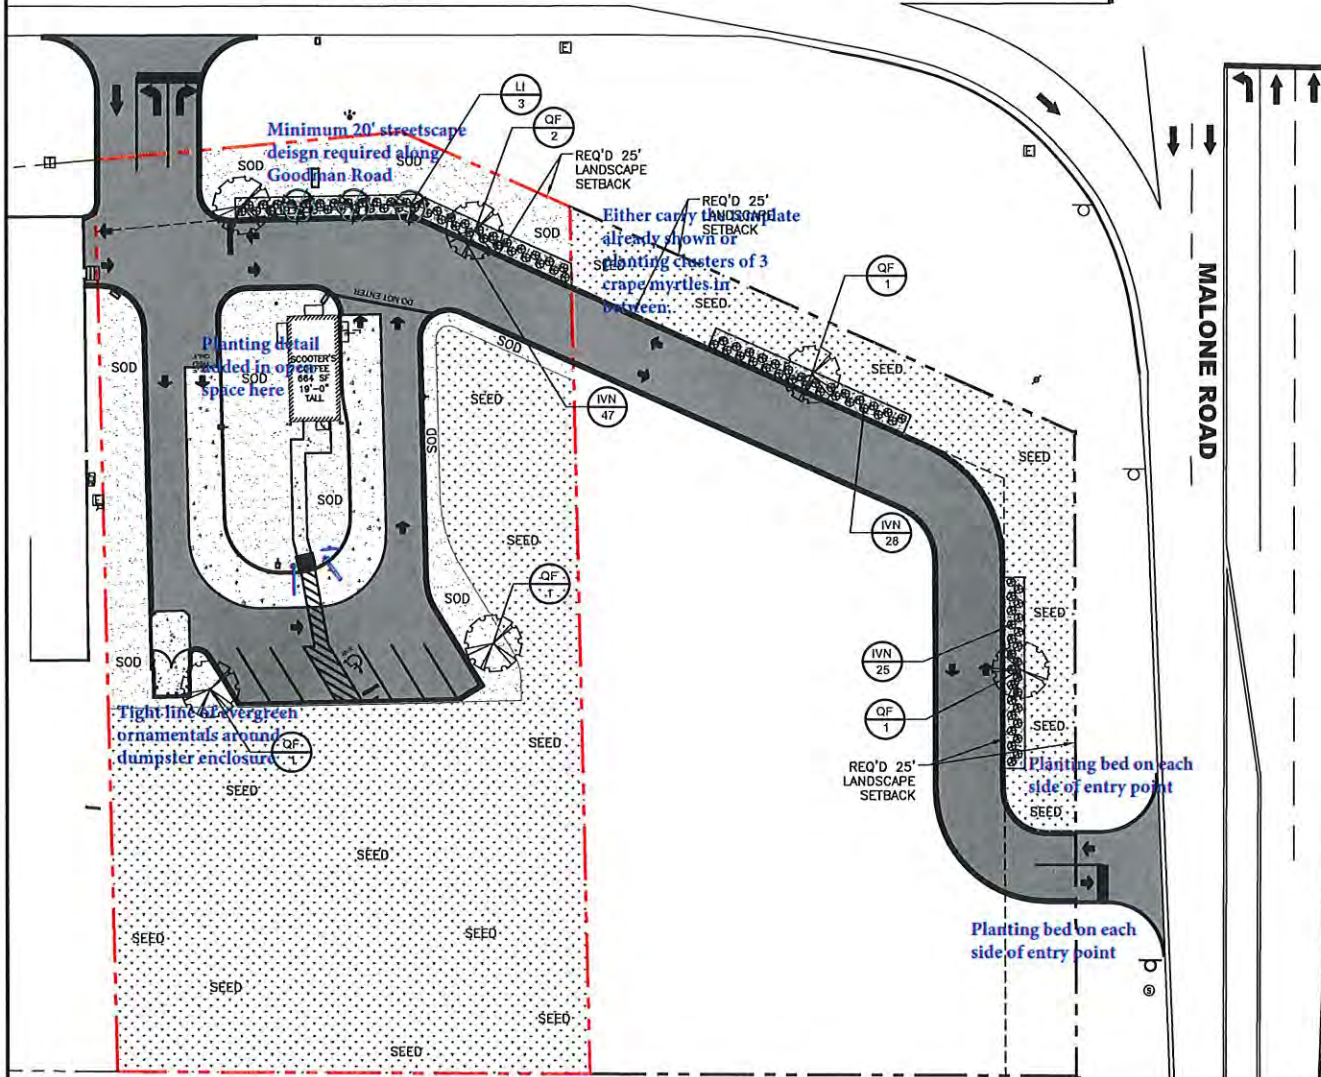 LI
3
QF
2
Minimum 20' streetscape
deisgn required along
Goodman Road
SOD
SOD
REQ'D 25'
LANDSCAPE
SETBACK
REQ'D 25'
LANDSCAPE
SETBACK
SOD
Either carry the template
already shown or
planting clusters of 3
crape myrtles in
between.
SEED
SEED
QF
1
SEED
MALONE ROAD
DO NOT ENTER
Planting detail
added in open
space here
SCOOTER'S
COFFEE
664 SF
19'-0"
TALL
ONLY
SOD
SOD
SOD
SEED
IVN
47
SOD
SEED
SOD
IVN
28
SEED
QF
1
SOD
SEED
IVN
25
QF
1
SOD
Tight line of evergreen
ornamentals around
dumpster enclosure
QF
1
SEED
SEED
SEED
REQ'D 25'
LANDSCAPE
SETBACK
Planting bed on each
side of entry point
SEED
SEED
Planting bed on each
side of entry point
SEED
SEED
SEED
SEED
SEED
E
E
E
S